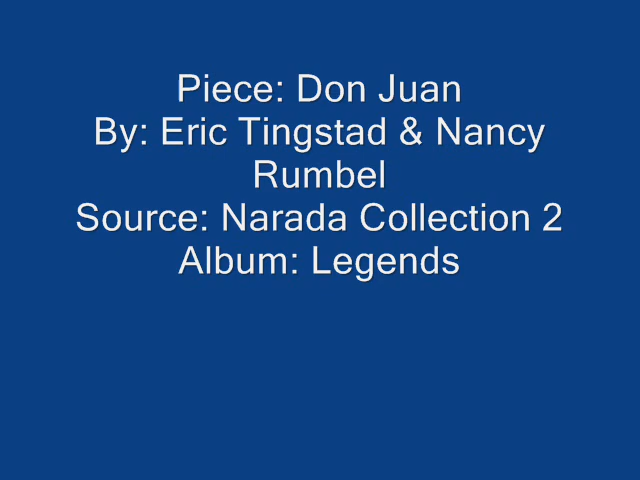 Piece: Don Juan
By: Eric Tingstad & Nancy
Rumbel
Source: Narada Collection 2
Album: Legends